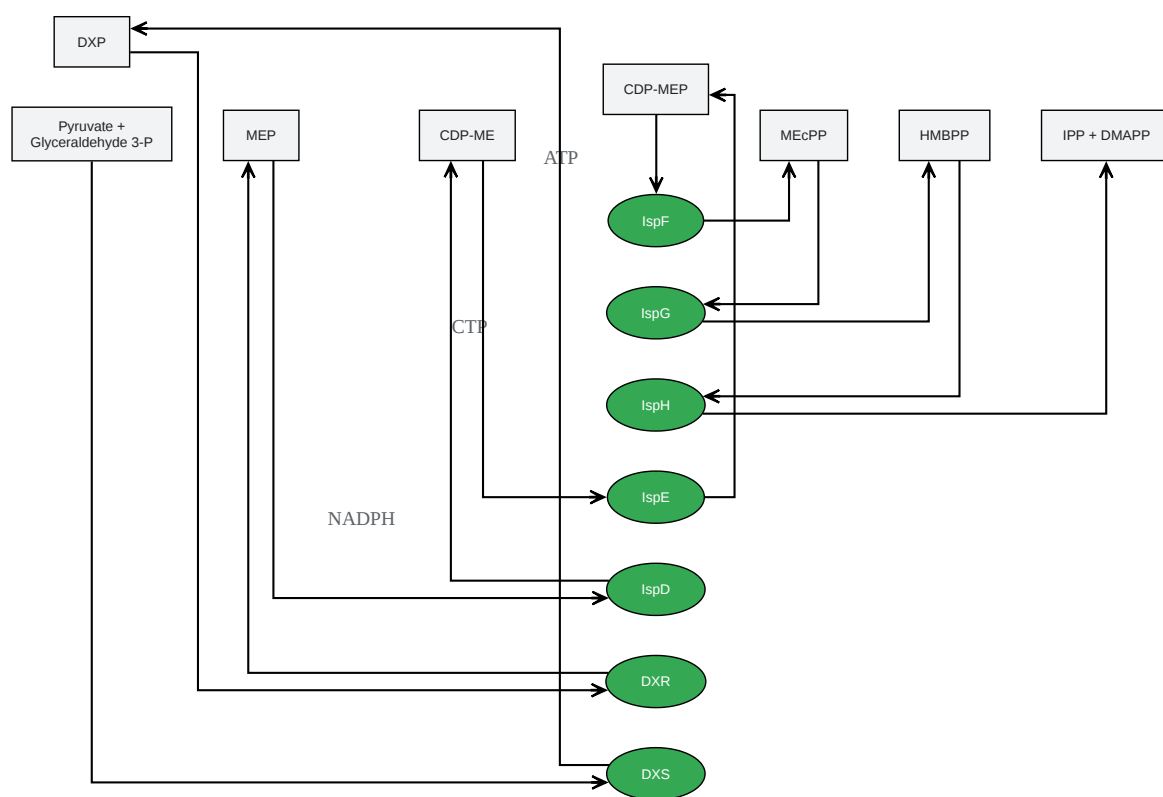 DXP
CDP-MEP
Pyruvate +
Glyceraldehyde 3-P
MEP
CDP-ME
MEcPP
HMBPP
IPP + DMAPP
ATP
IspF
IspG
CTP
IspH
IspE
NADPH
IspD
DXR
DXS